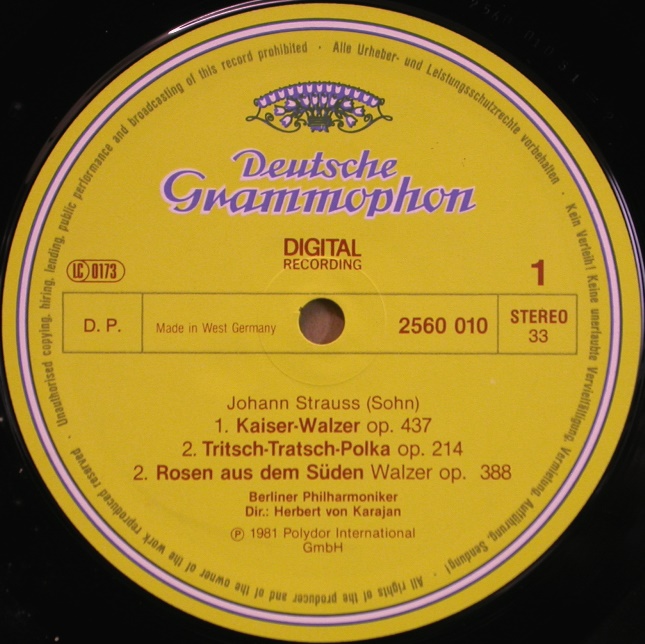 Alle Urheber- und Leistungsschutzrechte vorbehalten · Kein Verleih! Keine unerlaubte Vervielfältigung, Vermietung, Aufführung, Sendung! · All rights of the producer and of the owner of the work reproduced reserved · Unauthorised copying, hiring, lending, public performance and broadcasting of this record prohibited ·
Deutsche
Grammophon
DIGITAL
RECORDING
LC 0173
1
D. P.
Made in West Germany
2560 010
STEREO
33
Johann Strauss (Sohn)
1. Kaiser-Walzer op. 437
2. Tritsch-Tratsch-Polka op. 214
2. Rosen aus dem Süden Walzer op. 388
Berliner Philharmoniker
Dir.: Herbert von Karajan
℗ 1981 Polydor International
GmbH